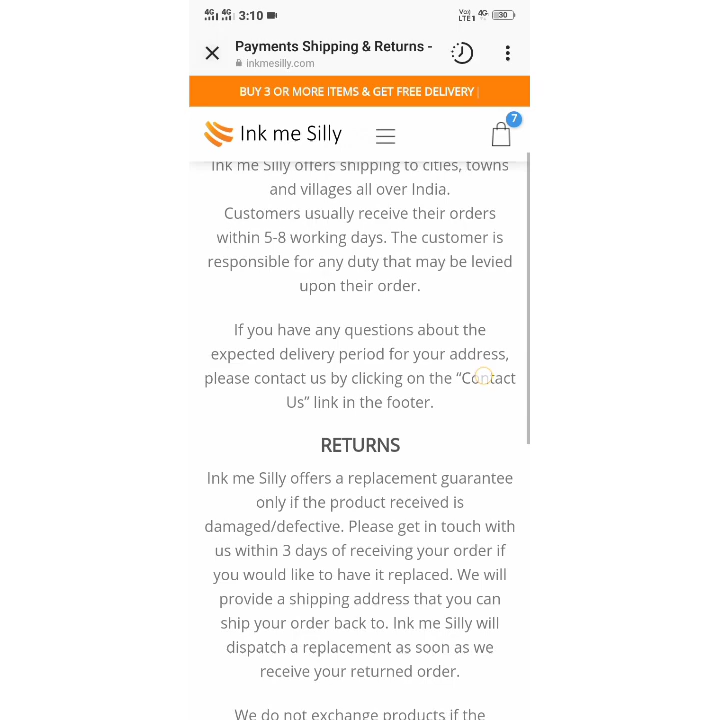 4G 4G 3:10 Vo) LTE1 4G 30
Payments Shipping & Returns -
inkmesilly.com
BUY 3 OR MORE ITEMS & GET FREE DELIVERY
7
Ink me Silly
Ink me Silly offers shipping to cities, towns
and villages all over India.
Customers usually receive their orders
within 5-8 working days. The customer is
responsible for any duty that may be levied
upon their order.
If you have any questions about the
expected delivery period for your address,
please contact us by clicking on the “Contact
Us” link in the footer.
RETURNS
Ink me Silly offers a replacement guarantee
only if the product received is
damaged/defective. Please get in touch with
us within 3 days of receiving your order if
you would like to have it replaced. We will
provide a shipping address that you can
ship your order back to. Ink me Silly will
dispatch a replacement as soon as we
receive your returned order.
We do not exchange products if the